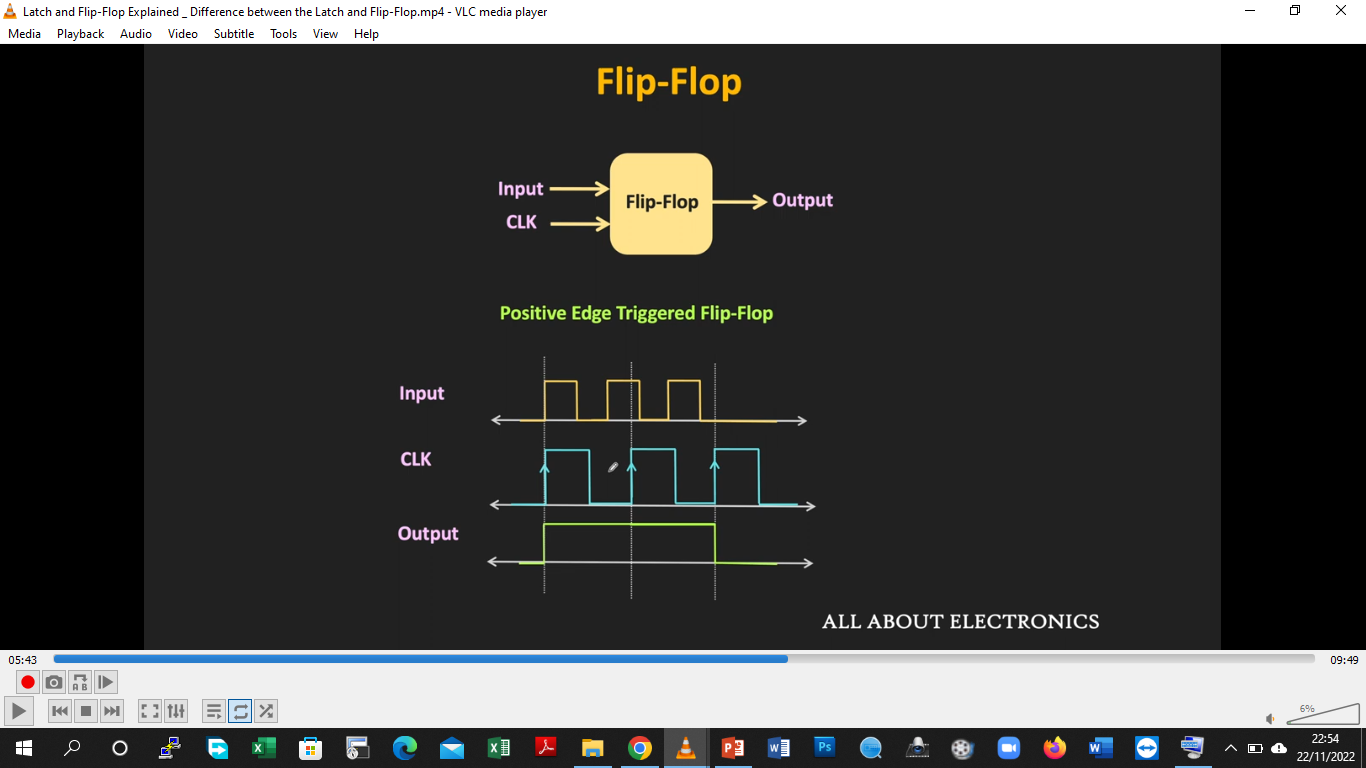 Latch and Flip-Flop Explained _ Difference between the Latch and Flip-Flop.mp4 - VLC media player
Media Playback Audio Video Subtitle Tools View Help
Flip-Flop
Input
CLK
Flip-Flop
Output
Positive Edge Triggered Flip-Flop
Input
CLK
Output
ALL ABOUT ELECTRONICS
05:43
09:49
A B
6%
22:54
22/11/2022